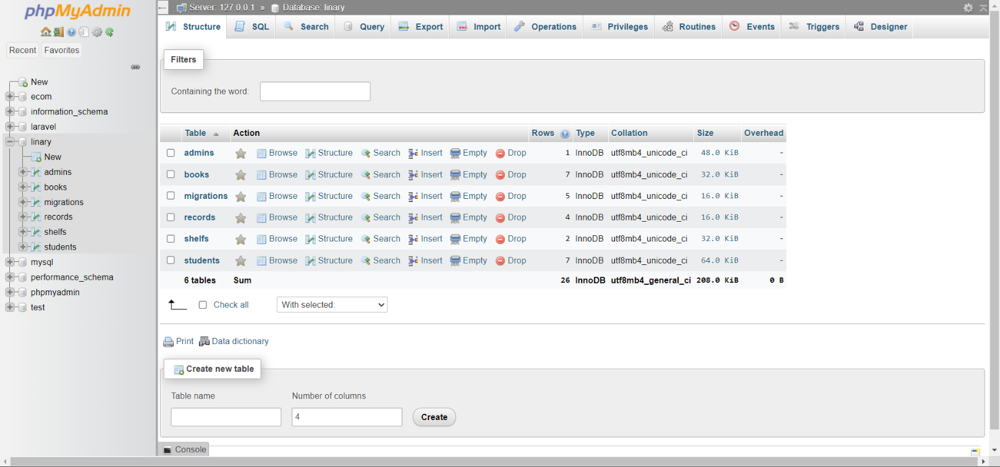 phpMyAdmin
Recent Favorites
New
ecom
information_schema
laravel
linary
New
admins
books
migrations
records
shelfs
students
mysql
performance_schema
phpmyadmin
test
Server: 127.0.0.1 » Database: linary
Structure SQL Search Query Export Import Operations Privileges Routines Events Triggers Designer
Filters
Containing the word:
Table Action Rows Type Collation Size Overhead
admins Browse Structure Search Insert Empty Drop 1 InnoDB utf8mb4_unicode_ci 48.0 KiB -
books Browse Structure Search Insert Empty Drop 7 InnoDB utf8mb4_unicode_ci 32.0 KiB -
migrations Browse Structure Search Insert Empty Drop 5 InnoDB utf8mb4_unicode_ci 16.0 KiB -
records Browse Structure Search Insert Empty Drop 4 InnoDB utf8mb4_unicode_ci 16.0 KiB -
shelfs Browse Structure Search Insert Empty Drop 2 InnoDB utf8mb4_unicode_ci 32.0 KiB -
students Browse Structure Search Insert Empty Drop 7 InnoDB utf8mb4_unicode_ci 64.0 KiB -
6 tables Sum 26 InnoDB utf8mb4_general_ci 208.0 KiB 0 B
Check all With selected:
Print Data dictionary
Create new table
Table name Number of columns
4 Create
Console